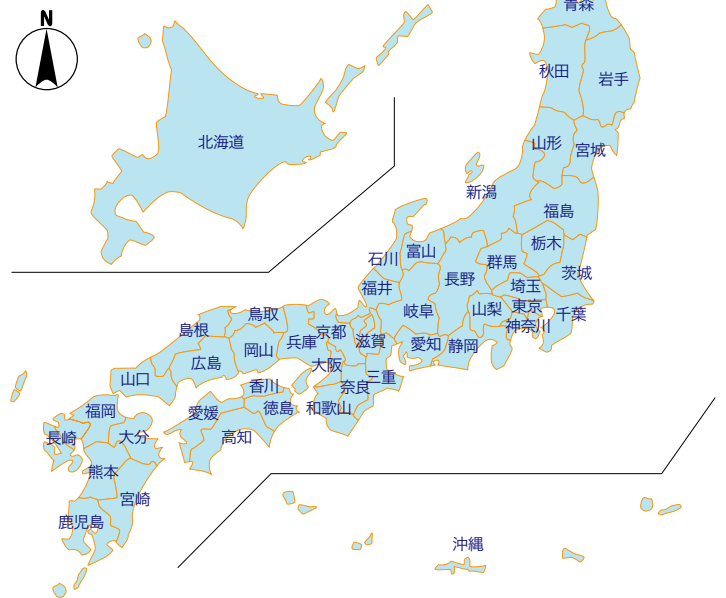 N
青森
秋田
岩手
北海道
山形
宮城
新潟
福島
栃木
石川
富山
群馬
長野
茨城
福井
埼玉
岐阜
山梨
東京
千葉
神奈川
鳥取
島根
京都
兵庫
滋賀
愛知
静岡
岡山
広島
大阪
三重
山口
香川
奈良
福岡
愛媛
徳島
和歌山
長崎
大分
高知
熊本
宮崎
鹿児島
沖縄